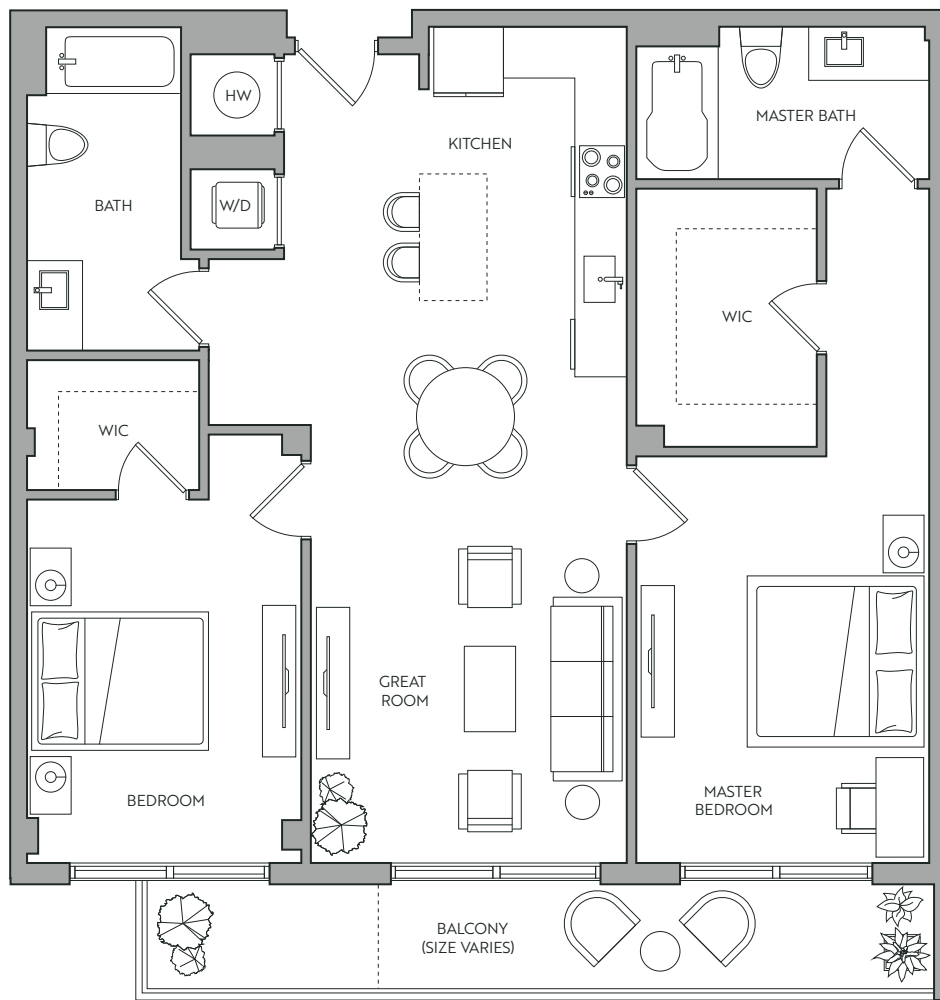 HW
MASTER BATH
KITCHEN
BATH
W/D
WIC
WIC
GREAT
ROOM
BEDROOM
MASTER
BEDROOM
BALCONY
(SIZE VARIES)